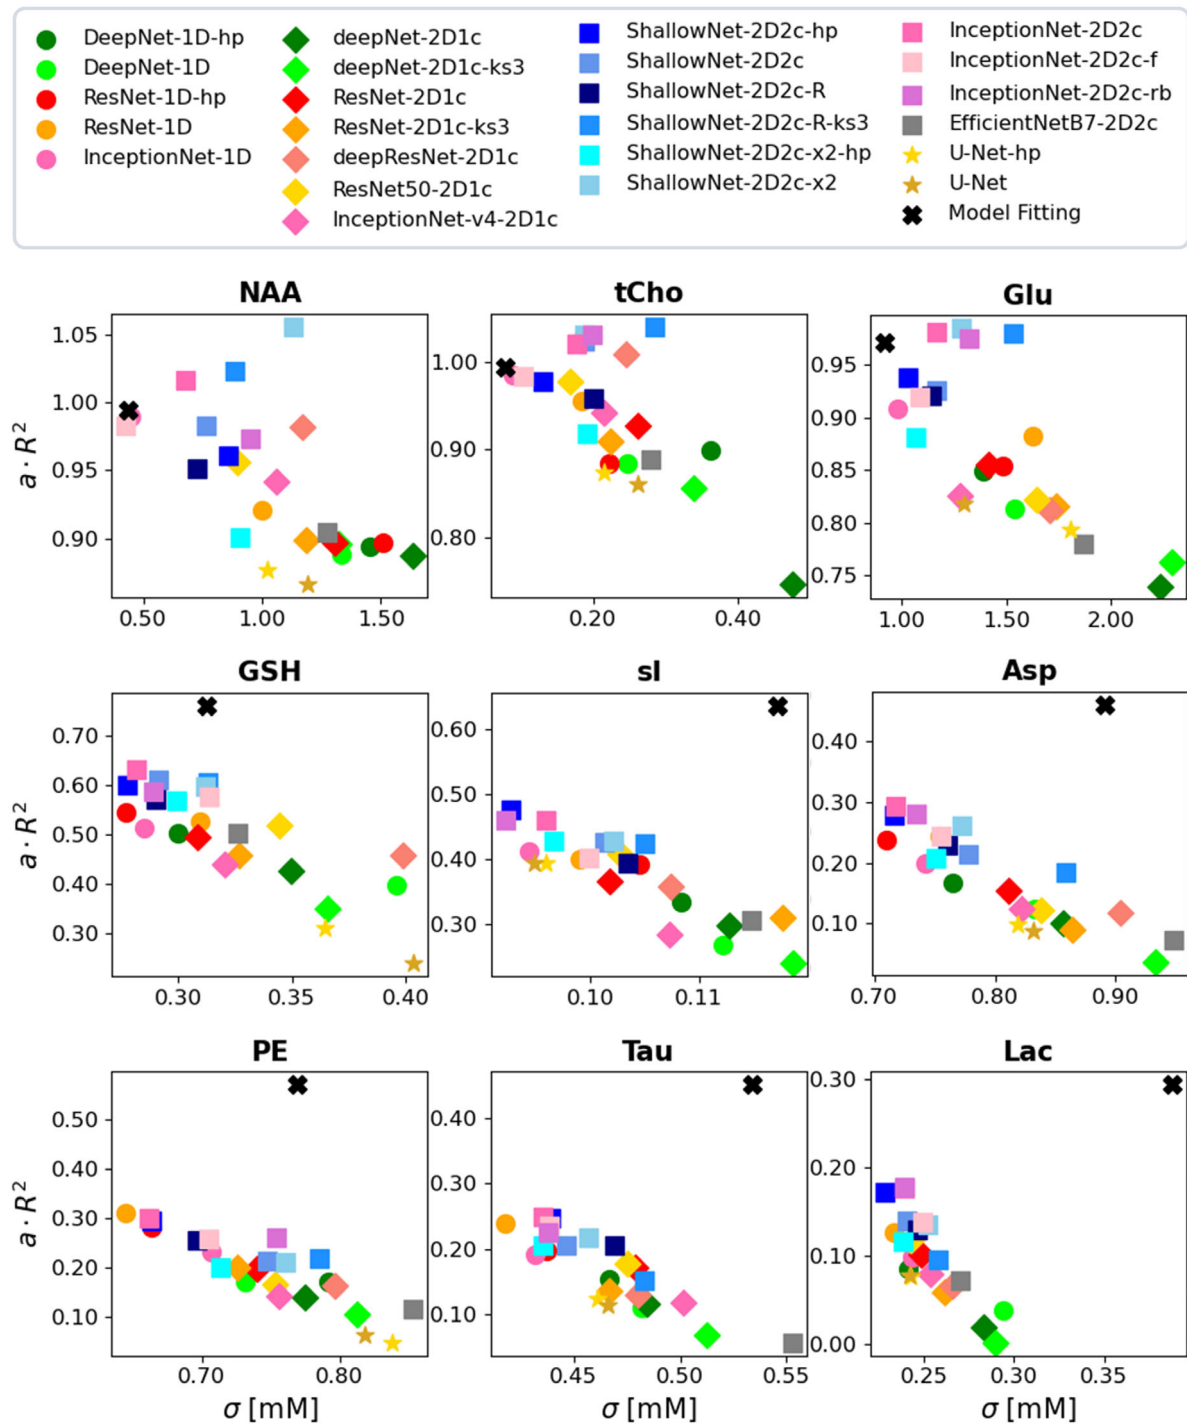 DeepNet-1D-hp
DeepNet-1D
ResNet-1D-hp
ResNet-1D
InceptionNet-1D
deepNet-2D1c
deepNet-2D1c-ks3
ResNet-2D1c
ResNet-2D1c-ks3
deepResNet-2D1c
ResNet50-2D1c
InceptionNet-v4-2D1c
ShallowNet-2D2c-hp
ShallowNet-2D2c
ShallowNet-2D2c-R
ShallowNet-2D2c-R-ks3
ShallowNet-2D2c-x2-hp
ShallowNet-2D2c-x2
InceptionNet-2D2c
InceptionNet-2D2c-f
InceptionNet-2D2c-rb
EfficientNetB7-2D2c
U-Net-hp
U-Net
Model Fitting
NAA
a · R²
1.05
1.00
0.95
0.90
0.50 1.00 1.50
tCho
1.00
0.90
0.80
0.20 0.40
Glu
0.95
0.90
0.85
0.80
0.75
1.00 1.50 2.00
GSH
a · R²
0.70
0.60
0.50
0.40
0.30
0.30 0.35 0.40
sI
0.60
0.50
0.40
0.30
0.10 0.11
Asp
0.40
0.30
0.20
0.10
0.70 0.80 0.90
PE
a · R²
0.50
0.40
0.30
0.20
0.10
0.70 0.80
σ [mM]
Tau
0.40
0.30
0.20
0.10
0.45 0.50 0.55
σ [mM]
Lac
0.30
0.20
0.10
0.00
0.25 0.30 0.35
σ [mM]